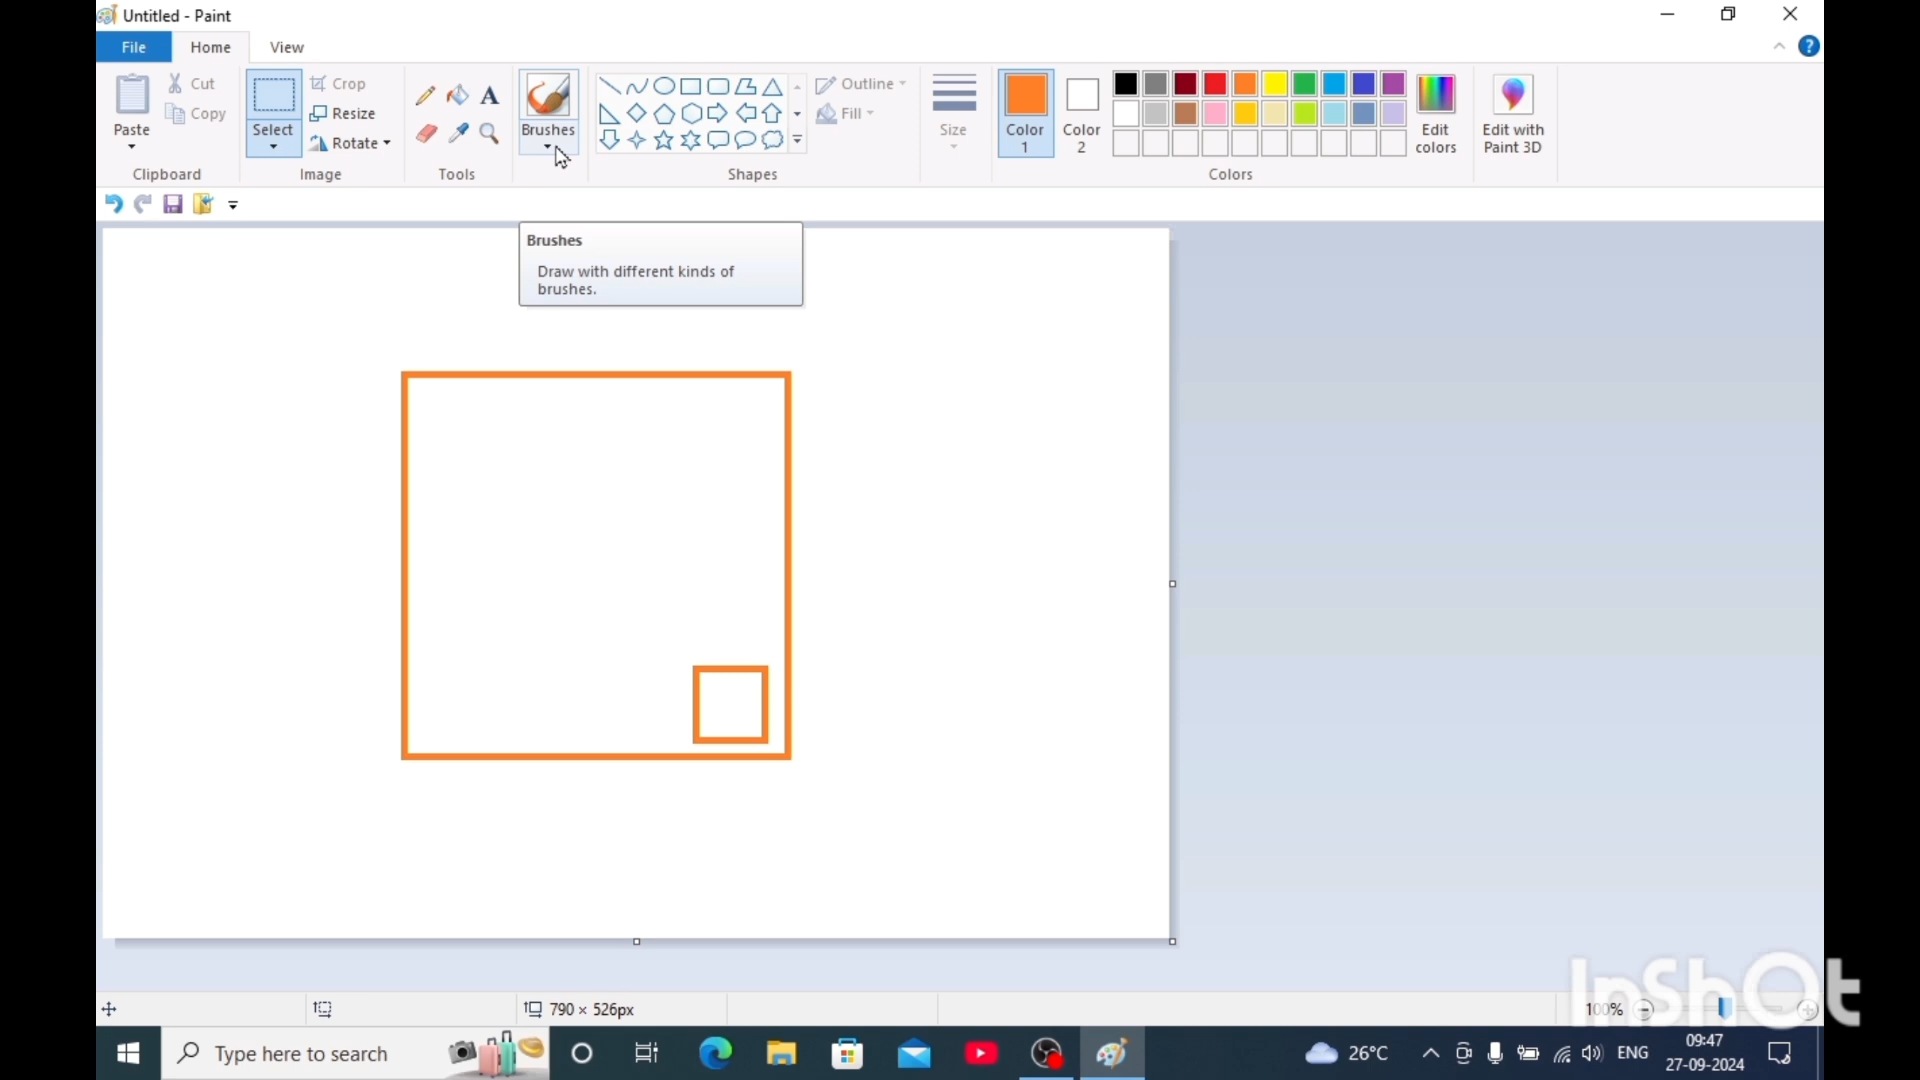 Untitled - Paint
File
Home
View
Paste
Cut
Copy
Clipboard
Select
Crop
Resize
Rotate
Image
A
Tools
Brushes
Shapes
Outline
Fill
Size
Color
1
Color
2
Edit
colors
Colors
Edit with
Paint 3D
?
Brushes
Draw with different kinds of
brushes.
790 × 526px
100%
InShOt
Type here to search
26°C
ENG
09:47
27-09-2024